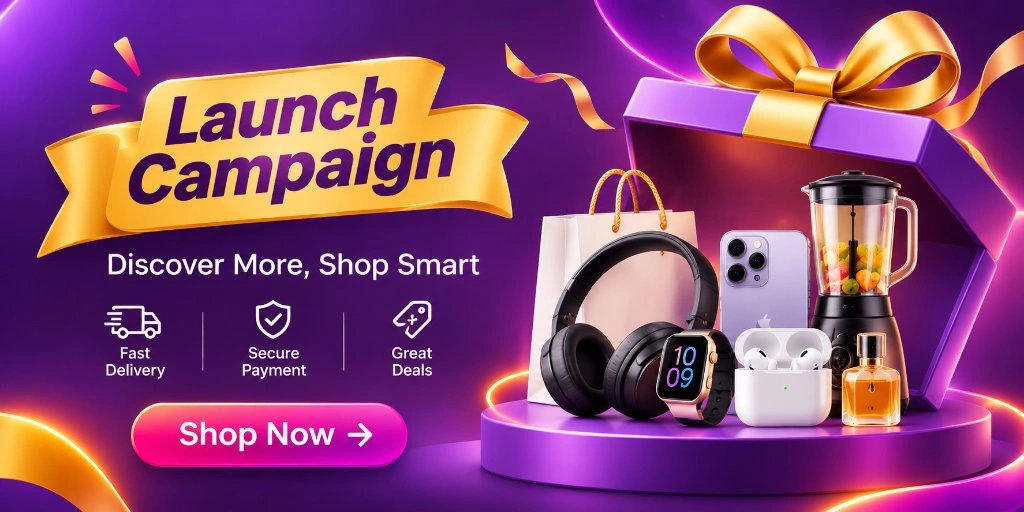 Launch
Campaign
Discover More, Shop Smart
Fast
Delivery
Secure
Payment
Great
Deals
Shop Now →
10
09